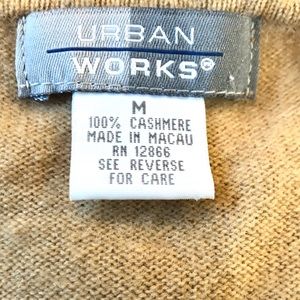 URBAN
WORKS®
M
100% CASHMERE
MADE IN MACAU
RN 12866
SEE REVERSE
FOR CARE